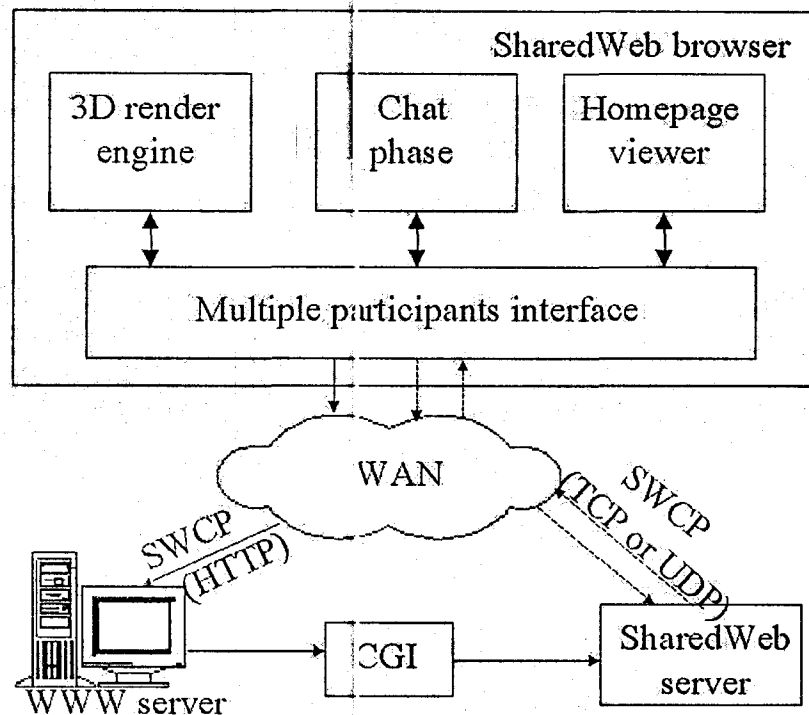 SharedWeb browser
3D render
engine
Chat
phase
Homepage
viewer
Multiple participants interface
WAN
SWCP
(HTTP)
SWCP
(TCP or UDP)
WWW server
CGI
SharedWeb
server